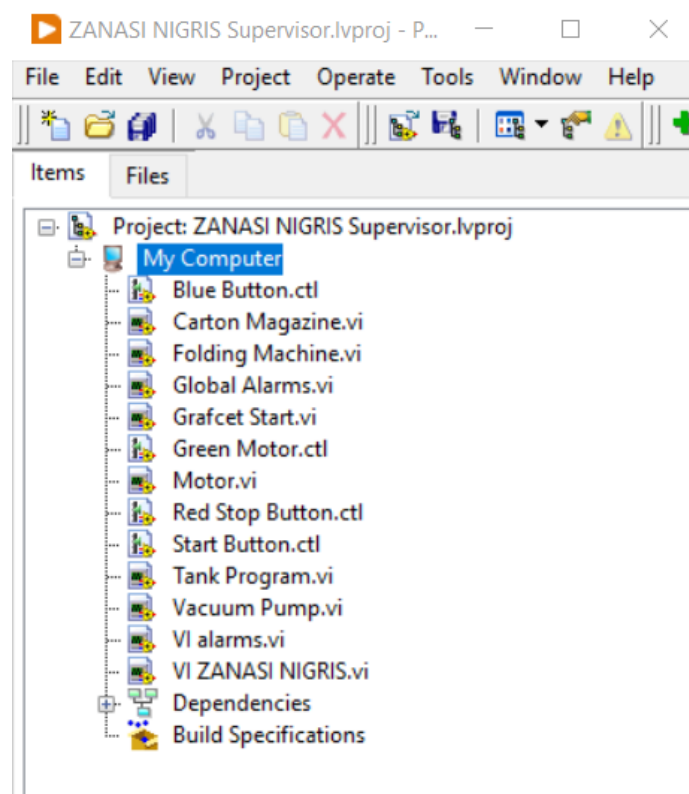 ZANASI NIGRIS Supervisor.lvproj - P...
File Edit View Project Operate Tools Window Help
Items Files
Project: ZANASI NIGRIS Supervisor.lvproj
My Computer
Blue Button.ctl
Carton Magazine.vi
Folding Machine.vi
Global Alarms.vi
Grafcet Start.vi
Green Motor.ctl
Motor.vi
Red Stop Button.ctl
Start Button.ctl
Tank Program.vi
Vacuum Pump.vi
VI alarms.vi
VI ZANASI NIGRIS.vi
Dependencies
Build Specifications